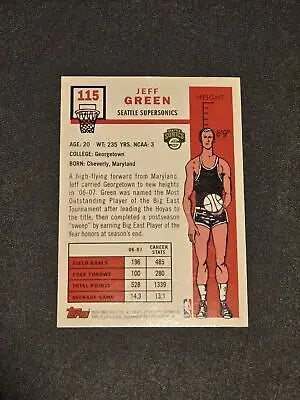 115
JEFF
GREEN
SEATTLE SUPERSONICS
HEIGHT
6'9"
AGE: 20 WT: 235 YRS. NCAA: 3
COLLEGE: Georgetown
BORN: Cheverly, Maryland
A high-flying forward from Maryland,
Jeff carried Georgetown to new heights
in '06-07. Green was named the
Most Outstanding Player of the Big East
Tournament after leading the Hoyas to
the title, then completed a postseason
"sweep" by earning Big East Player of the
Year honors at season's end.
06-07 CAREER STATS
FIELD GOALS 196 485
FREE THROWS 100 280
TOTAL POINTS 528 1339
AVERAGE GAME 14.3 13.1
Topps
NBA